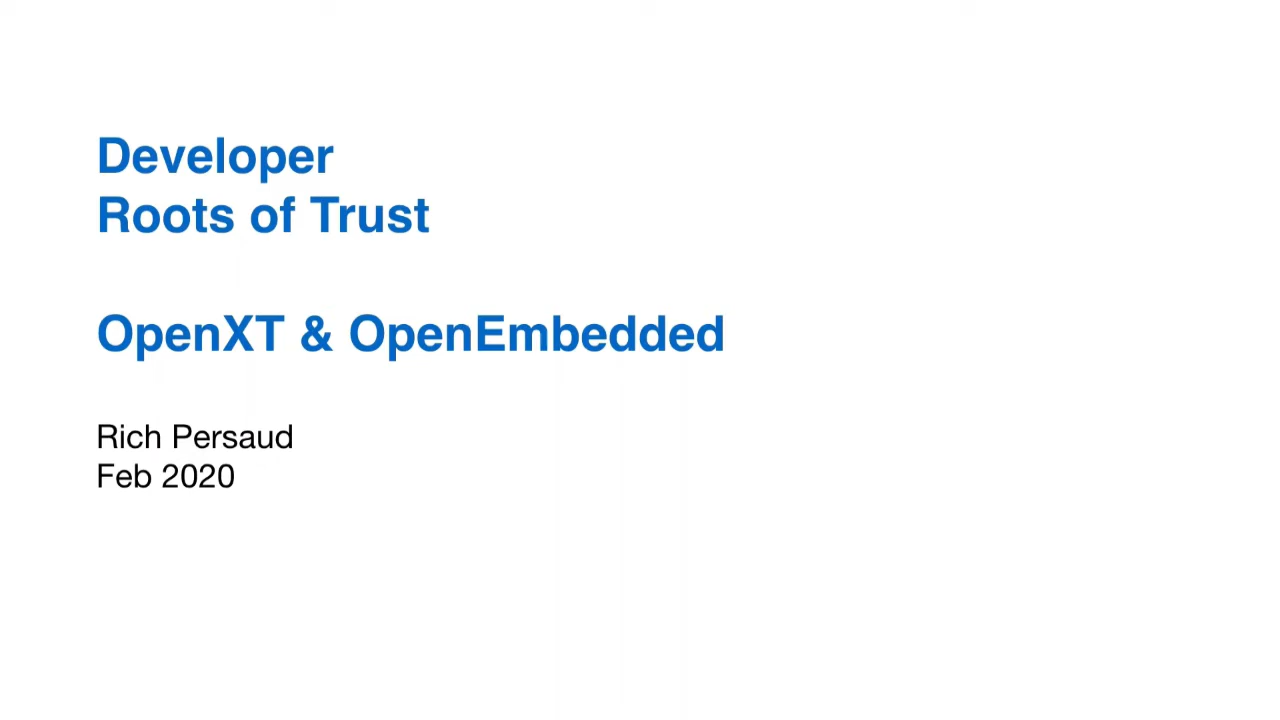 Developer
Roots of Trust
OpenXT & OpenEmbedded
Rich Persaud
Feb 2020